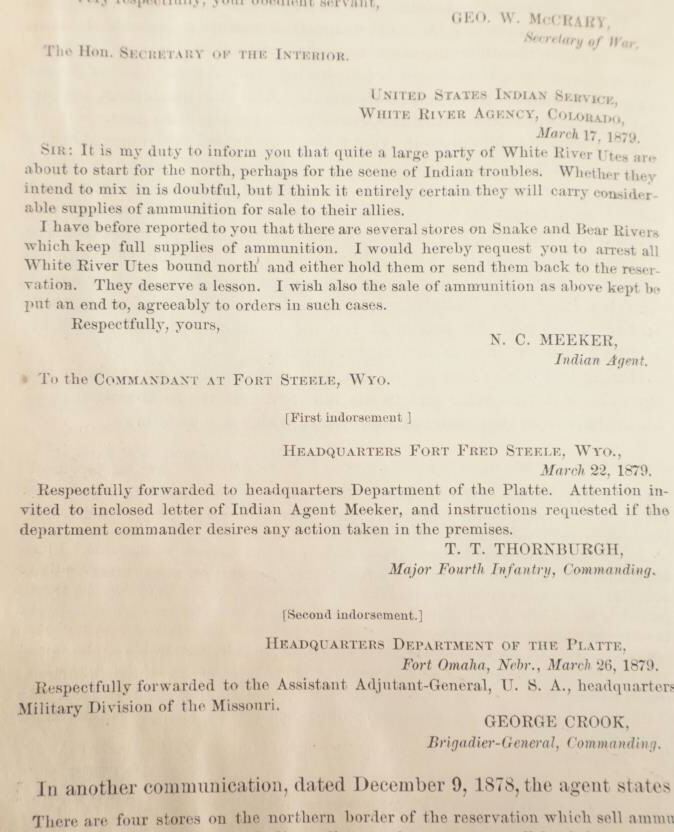 Very respectfully, your obedient servant,
GEO. W. McCRARY,
Secretary of War.
The Hon. SECRETARY OF THE INTERIOR.
UNITED STATES INDIAN SERVICE,
WHITE RIVER AGENCY, COLORADO,
March 17, 1879.
SIR: It is my duty to inform you that quite a large party of White River Utes are
about to start for the north, perhaps for the scene of Indian troubles. Whether they
intend to mix in is doubtful, but I think it entirely certain they will carry consider-
able supplies of ammunition for sale to their allies.
I have before reported to you that there are several stores on Snake and Bear Rivers
which keep full supplies of ammunition. I would hereby request you to arrest all
White River Utes bound north and either hold them or send them back to the reser-
vation. They deserve a lesson. I wish also the sale of ammunition as above kept be
put an end to, agreeably to orders in such cases.
Respectfully, yours,
N. C. MEEKER,
Indian Agent.
To the COMMANDANT AT FORT STEELE, WYO.
[First indorsement ]
HEADQUARTERS FORT FRED STEELE, WYO.,
March 22, 1879.
Respectfully forwarded to headquarters Department of the Platte. Attention in-
vited to inclosed letter of Indian Agent Meeker, and instructions requested if the
department commander desires any action taken in the premises.
T. T. THORNBURGH,
Major Fourth Infantry, Commanding.
[Second indorsement.]
HEADQUARTERS DEPARTMENT OF THE PLATTE,
Fort Omaha, Nebr., March 26, 1879.
Respectfully forwarded to the Assistant Adjutant-General, U. S. A., headquarters
Military Division of the Missouri.
GEORGE CROOK,
Brigadier-General, Commanding.
In another communication, dated December 9, 1878, the agent states
There are four stores on the northern border of the reservation which sell ammu